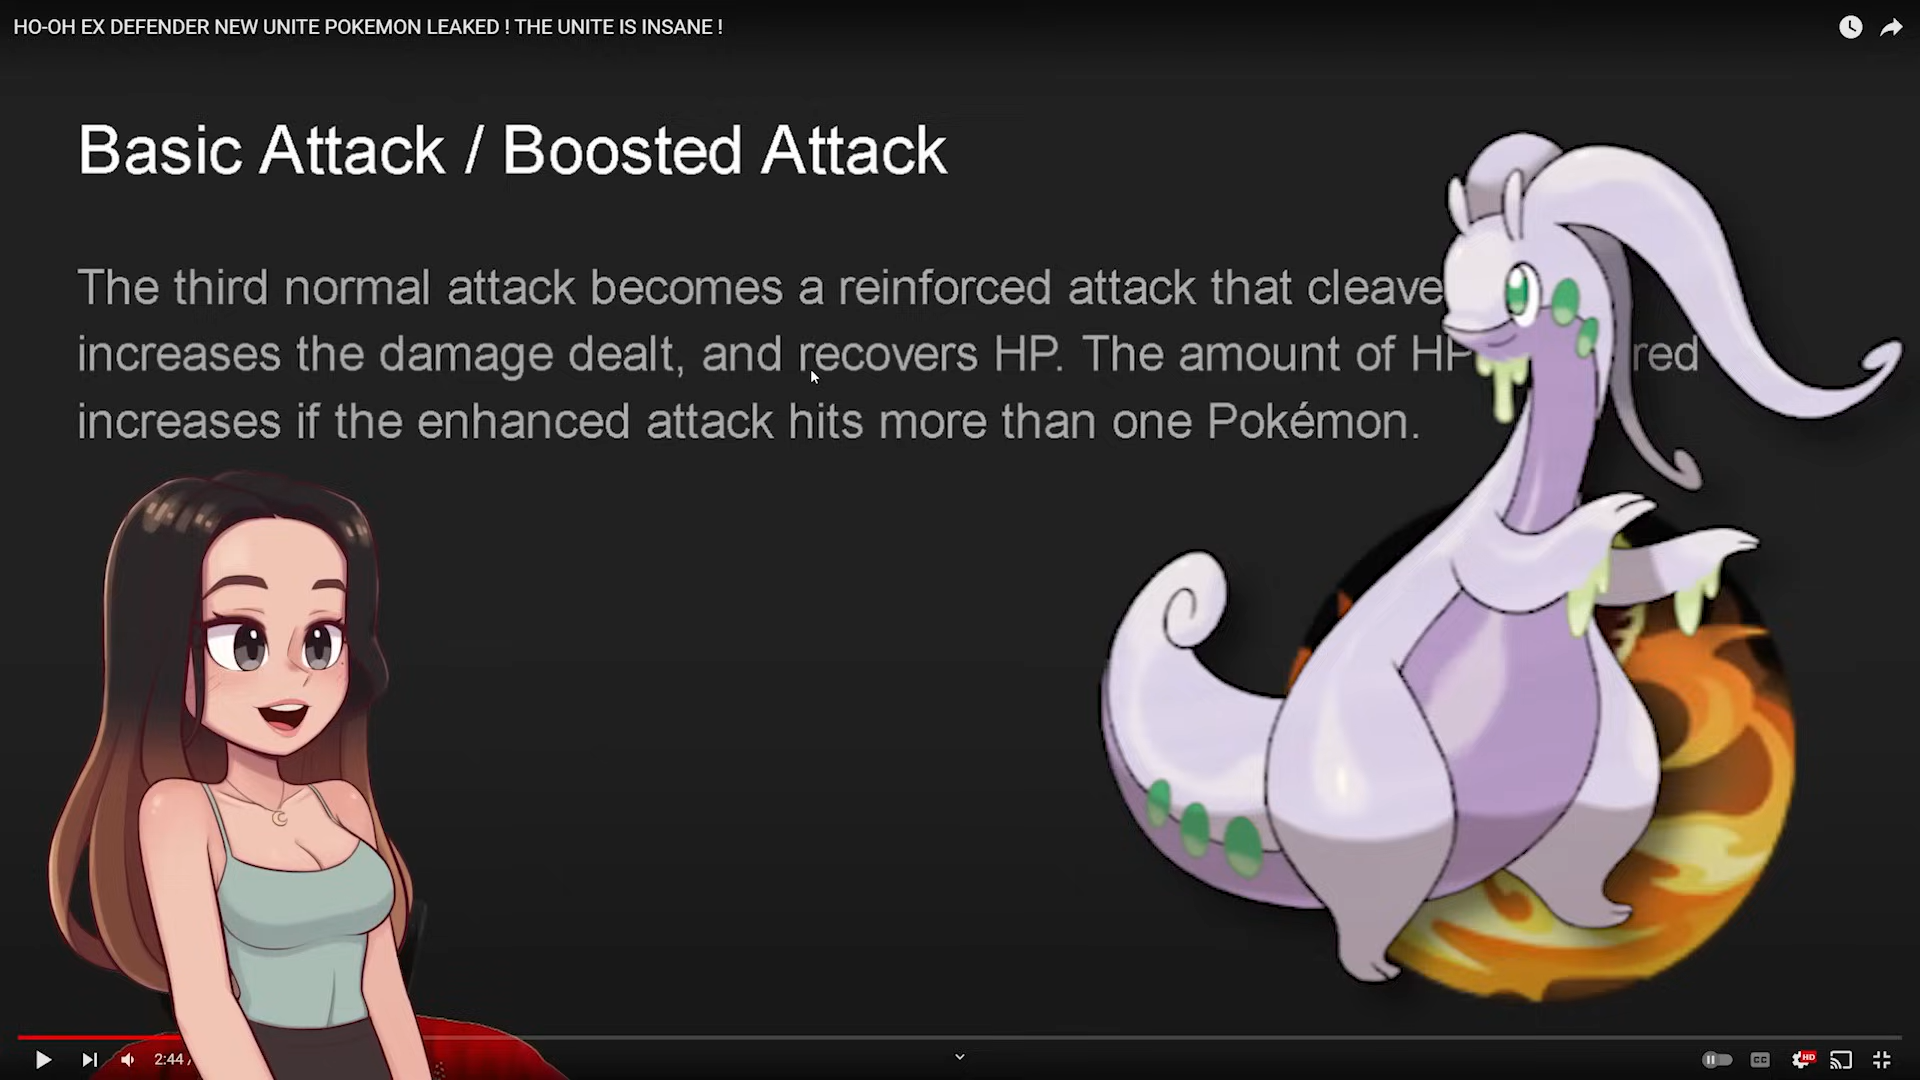 HO-OH EX DEFENDER NEW UNITE POKEMON LEAKED ! THE UNITE IS INSANE !
Basic Attack / Boosted Attack
The third normal attack becomes a reinforced attack that
increases the damage dealt, and recovers HP. The amount of HP
increases if the enhanced attack hits more than one Pokémon.
2:44 /
CC
HD